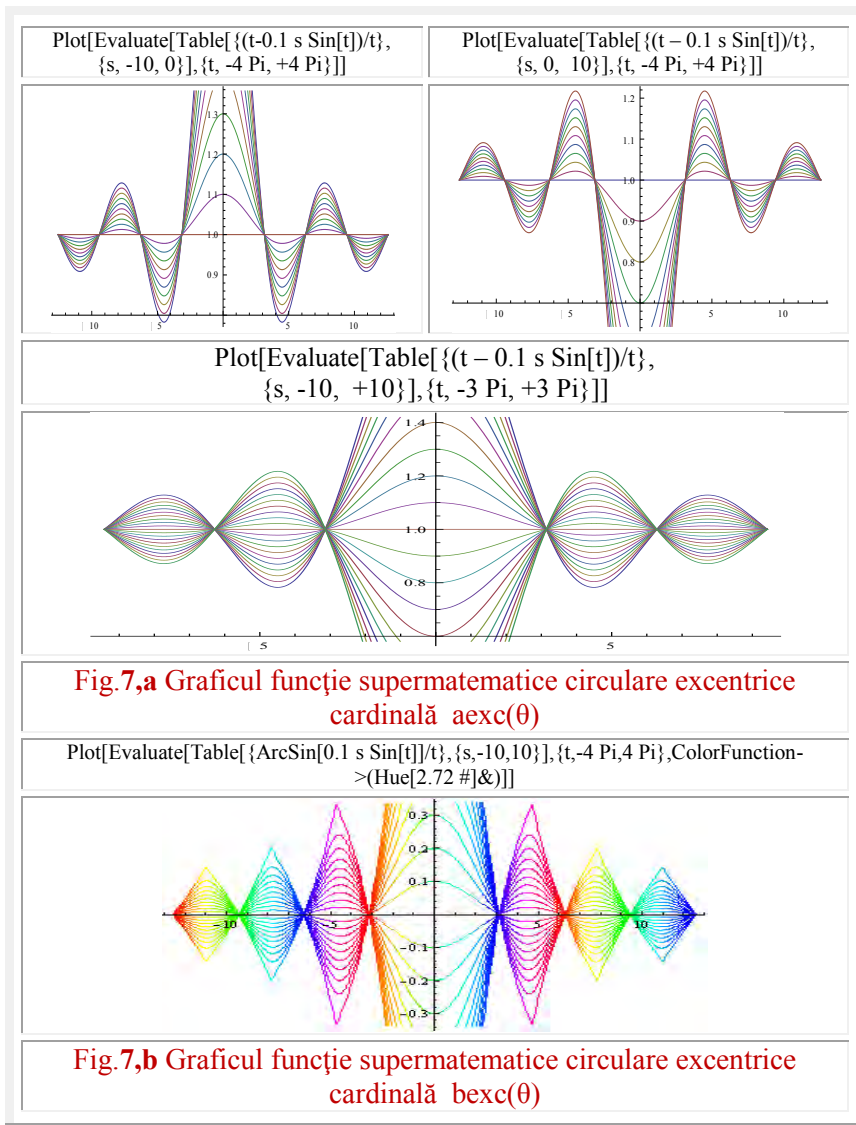 Plot[Evaluate[Table[{(t-0.1 s Sin[t])/t},
{s, -10, 0}],{t, -4 Pi, +4 Pi}]]
Plot[Evaluate[Table[{(t – 0.1 s Sin[t])/t},
{s, 0, 10}],{t, -4 Pi, +4 Pi}]]
1.3
1.2
1.1
1.0
0.9
10 5 0 5 10
1.2
1.1
1.0
0.9
0.8
10 5 0 5 10
Plot[Evaluate[Table[{(t – 0.1 s Sin[t])/t},
{s, -10, +10}],{t, -3 Pi, +3 Pi}]]
1.4
1.2
1.0
0.8
5 5
Fig.7,a Graficul funcţie supermatematice circulare excentrice
cardinală aexc(θ)
Plot[Evaluate[Table[{ArcSin[0.1 s Sin[t]]/t},{s,-10,10}],{t,-4 Pi,4 Pi},ColorFunction-
>(Hue[2.72 #]&)]]
0.3
0.2
0.1
-10 -5 5 10
-0.1
-0.2
-0.3
Fig.7,b Graficul funcţie supermatematice circulare excentrice
cardinală bexc(θ)